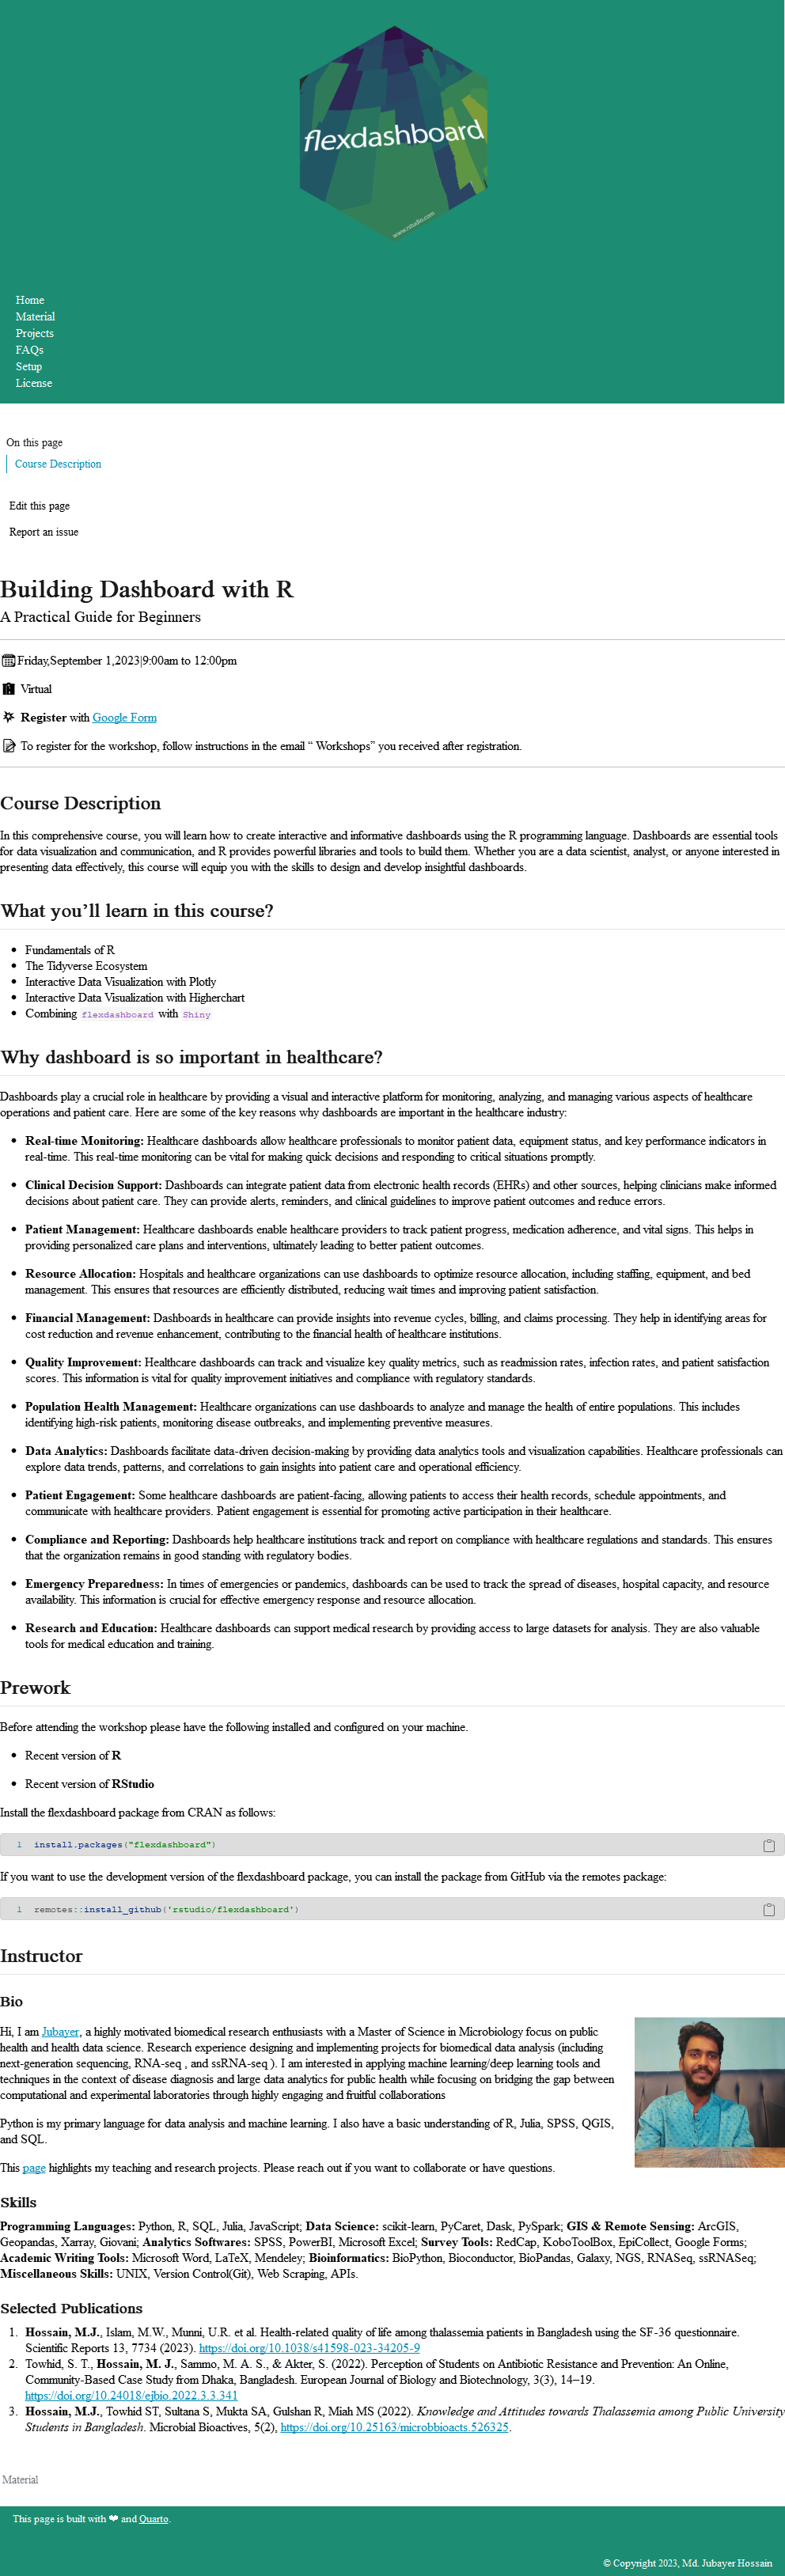 flexdashboard
www.rstudio.com
Home
Material
Projects
FAQs
Setup
License
On this page
Course Description
Edit this page
Report an issue
Building Dashboard with R
A Practical Guide for Beginners
Friday,September 1,2023|9:00am to 12:00pm
Virtual
Register with Google Form
To register for the workshop, follow instructions in the email “ Workshops” you received after registration.
Course Description
In this comprehensive course, you will learn how to create interactive and informative dashboards using the R programming language. Dashboards are essential tools
for data visualization and communication, and R provides powerful libraries and tools to build them. Whether you are a data scientist, analyst, or anyone interested in
presenting data effectively, this course will equip you with the skills to design and develop insightful dashboards.
What you’ll learn in this course?
Fundamentals of R
The Tidyverse Ecosystem
Interactive Data Visualization with Plotly
Interactive Data Visualization with Higherchart
Combining flexdashboard with Shiny
Why dashboard is so important in healthcare?
Dashboards play a crucial role in healthcare by providing a visual and interactive platform for monitoring, analyzing, and managing various aspects of healthcare
operations and patient care. Here are some of the key reasons why dashboards are important in the healthcare industry:
Real-time Monitoring: Healthcare dashboards allow healthcare professionals to monitor patient data, equipment status, and key performance indicators in
real-time. This real-time monitoring can be vital for making quick decisions and responding to critical situations promptly.
Clinical Decision Support: Dashboards can integrate patient data from electronic health records (EHRs) and other sources, helping clinicians make informed
decisions about patient care. They can provide alerts, reminders, and clinical guidelines to improve patient outcomes and reduce errors.
Patient Management: Healthcare dashboards enable healthcare providers to track patient progress, medication adherence, and vital signs. This helps in
providing personalized care plans and interventions, ultimately leading to better patient outcomes.
Resource Allocation: Hospitals and healthcare organizations can use dashboards to optimize resource allocation, including staffing, equipment, and bed
management. This ensures that resources are efficiently distributed, reducing wait times and improving patient satisfaction.
Financial Management: Dashboards in healthcare can provide insights into revenue cycles, billing, and claims processing. They help in identifying areas for
cost reduction and revenue enhancement, contributing to the financial health of healthcare institutions.
Quality Improvement: Healthcare dashboards can track and visualize key quality metrics, such as readmission rates, infection rates, and patient satisfaction
scores. This information is vital for quality improvement initiatives and compliance with regulatory standards.
Population Health Management: Healthcare organizations can use dashboards to analyze and manage the health of entire populations. This includes
identifying high-risk patients, monitoring disease outbreaks, and implementing preventive measures.
Data Analytics: Dashboards facilitate data-driven decision-making by providing data analytics tools and visualization capabilities. Healthcare professionals can
explore data trends, patterns, and correlations to gain insights into patient care and operational efficiency.
Patient Engagement: Some healthcare dashboards are patient-facing, allowing patients to access their health records, schedule appointments, and
communicate with healthcare providers. Patient engagement is essential for promoting active participation in their healthcare.
Compliance and Reporting: Dashboards help healthcare institutions track and report on compliance with healthcare regulations and standards. This ensures
that the organization remains in good standing with regulatory bodies.
Emergency Preparedness: In times of emergencies or pandemics, dashboards can be used to track the spread of diseases, hospital capacity, and resource
availability. This information is crucial for effective emergency response and resource allocation.
Research and Education: Healthcare dashboards can support medical research by providing access to large datasets for analysis. They are also valuable
tools for medical education and training.
Prework
Before attending the workshop please have the following installed and configured on your machine.
Recent version of R
Recent version of RStudio
Install the flexdashboard package from CRAN as follows:
1 install.packages("flexdashboard")
If you want to use the development version of the flexdashboard package, you can install the package from GitHub via the remotes package:
1 remotes::install_github('rstudio/flexdashboard')
Instructor
Bio
Hi, I am Jubayer, a highly motivated biomedical research enthusiasts with a Master of Science in Microbiology focus on public
health and health data science. Research experience designing and implementing projects for biomedical data analysis (including
next-generation sequencing, RNA-seq , and ssRNA-seq ). I am interested in applying machine learning/deep learning tools and
techniques in the context of disease diagnosis and large data analytics for public health while focusing on bridging the gap between
computational and experimental laboratories through highly engaging and fruitful collaborations
Python is my primary language for data analysis and machine learning. I also have a basic understanding of R, Julia, SPSS, QGIS,
and SQL.
This page highlights my teaching and research projects. Please reach out if you want to collaborate or have questions.
Skills
Programming Languages: Python, R, SQL, Julia, JavaScript; Data Science: scikit-learn, PyCaret, Dask, PySpark; GIS & Remote Sensing: ArcGIS,
Geopandas, Xarray, Giovani; Analytics Softwares: SPSS, PowerBI, Microsoft Excel; Survey Tools: RedCap, KoboToolBox, EpiCollect, Google Forms;
Academic Writing Tools: Microsoft Word, LaTeX, Mendeley; Bioinformatics: BioPython, Bioconductor, BioPandas, Galaxy, NGS, RNASeq, ssRNASeq;
Miscellaneous Skills: UNIX, Version Control(Git), Web Scraping, APIs.
Selected Publications
1. Hossain, M.J., Islam, M.W., Munni, U.R. et al. Health-related quality of life among thalassemia patients in Bangladesh using the SF-36 questionnaire.
Scientific Reports 13, 7734 (2023). https://doi.org/10.1038/s41598-023-34205-9
2. Towhid, S. T., Hossain, M. J., Sammo, M. A. S., & Akter, S. (2022). Perception of Students on Antibiotic Resistance and Prevention: An Online,
Community-Based Case Study from Dhaka, Bangladesh. European Journal of Biology and Biotechnology, 3(3), 14–19.
https://doi.org/10.24018/ejbio.2022.3.3.341
3. Hossain, M.J., Towhid ST, Sultana S, Mukta SA, Gulshan R, Miah MS (2022). Knowledge and Attitudes towards Thalassemia among Public University
Students in Bangladesh. Microbial Bioactives, 5(2), https://doi.org/10.25163/microbbioacts.526325.
Material
This page is built with ❤ and Quarto.
© Copyright 2023, Md. Jubayer Hossain